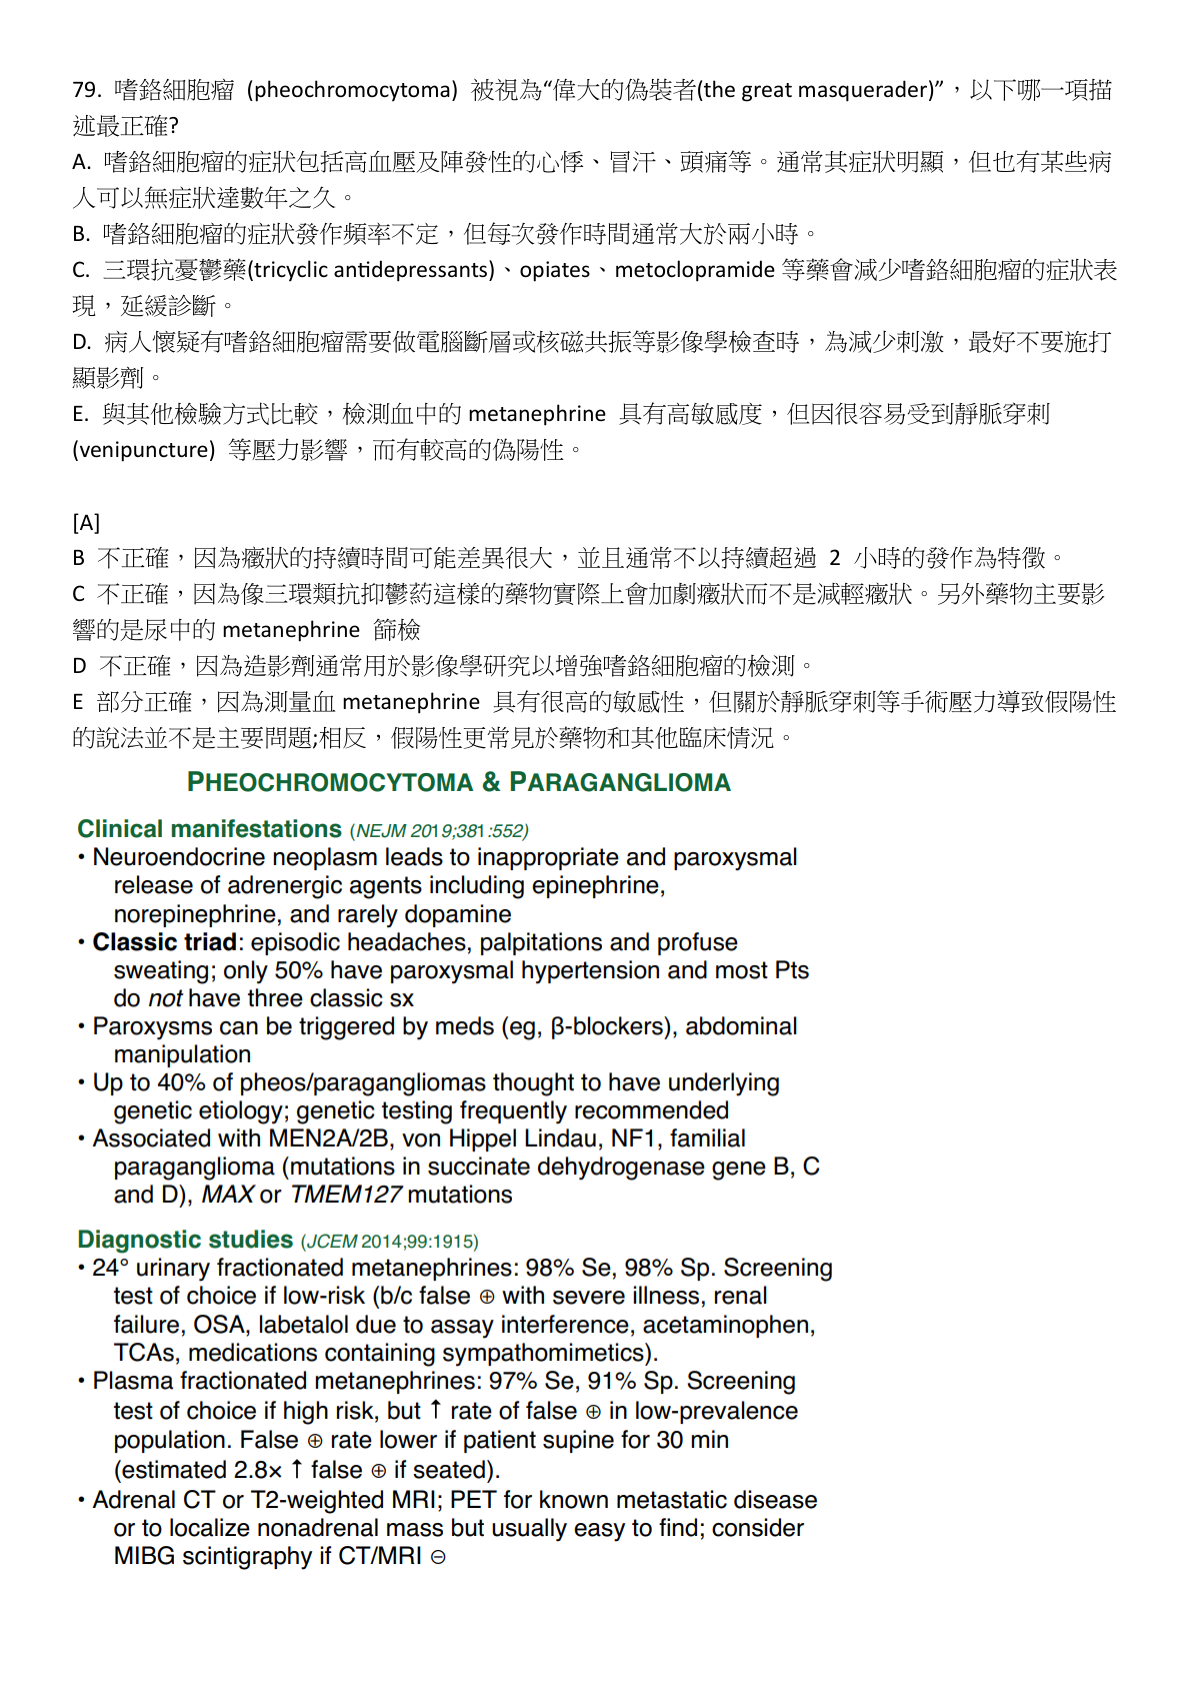 79. 嗜鉻細胞瘤 (pheochromocytoma) 被視為“偉大的偽裝者(the great masquerader)”，以下哪一項描
述最正確?
A. 嗜鉻細胞瘤的症狀包括高血壓及陣發性的心悸、冒汗、頭痛等。通常其症狀明顯，但也有某些病
人可以無症狀達數年之久。
B. 嗜鉻細胞瘤的症狀發作頻率不定，但每次發作時間通常大於兩小時。
C. 三環抗憂鬱藥(tricyclic antidepressants)、opiates、metoclopramide 等藥會減少嗜鉻細胞瘤的症狀表
現，延緩診斷。
D. 病人懷疑有嗜鉻細胞瘤需要做電腦斷層或核磁共振等影像學檢查時，為減少刺激，最好不要施打
顯影劑。
E. 與其他檢驗方式比較，檢測血中的 metanephrine 具有高敏感度，但因很容易受到靜脈穿刺
(venipuncture) 等壓力影響，而有較高的偽陽性。
[A]
B 不正確，因為癥狀的持續時間可能差異很大，並且通常不以持續超過 2 小時的發作為特徵。
C 不正確，因為像三環類抗抑鬱葯這樣的藥物實際上會加劇癥狀而不是減輕癥狀。另外藥物主要影
響的是尿中的 metanephrine 篩檢
D 不正確，因為造影劑通常用於影像學研究以增強嗜鉻細胞瘤的檢測。
E 部分正確，因為測量血 metanephrine 具有很高的敏感性，但關於靜脈穿刺等手術壓力導致假陽性
的說法並不是主要問題;相反，假陽性更常見於藥物和其他臨床情況。
PHEOCHROMOCYTOMA & PARAGANGLIOMA
Clinical manifestations (NEJM 2019;381:552)
• Neuroendocrine neoplasm leads to inappropriate and paroxysmal
release of adrenergic agents including epinephrine,
norepinephrine, and rarely dopamine
• Classic triad: episodic headaches, palpitations and profuse
sweating; only 50% have paroxysmal hypertension and most Pts
do not have three classic sx
• Paroxysms can be triggered by meds (eg, β-blockers), abdominal
manipulation
• Up to 40% of pheos/paragangliomas thought to have underlying
genetic etiology; genetic testing frequently recommended
• Associated with MEN2A/2B, von Hippel Lindau, NF1, familial
paraganglioma (mutations in succinate dehydrogenase gene B, C
and D), MAX or TMEM127 mutations
Diagnostic studies (JCEM 2014;99:1915)
• 24° urinary fractionated metanephrines: 98% Se, 98% Sp. Screening
test of choice if low-risk (b/c false ⊕ with severe illness, renal
failure, OSA, labetalol due to assay interference, acetaminophen,
TCAs, medications containing sympathomimetics).
• Plasma fractionated metanephrines: 97% Se, 91% Sp. Screening
test of choice if high risk, but ↑ rate of false ⊕ in low-prevalence
population. False ⊕ rate lower if patient supine for 30 min
(estimated 2.8× ↑ false ⊕ if seated).
• Adrenal CT or T2-weighted MRI; PET for known metastatic disease
or to localize nonadrenal mass but usually easy to find; consider
MIBG scintigraphy if CT/MRI ⊖